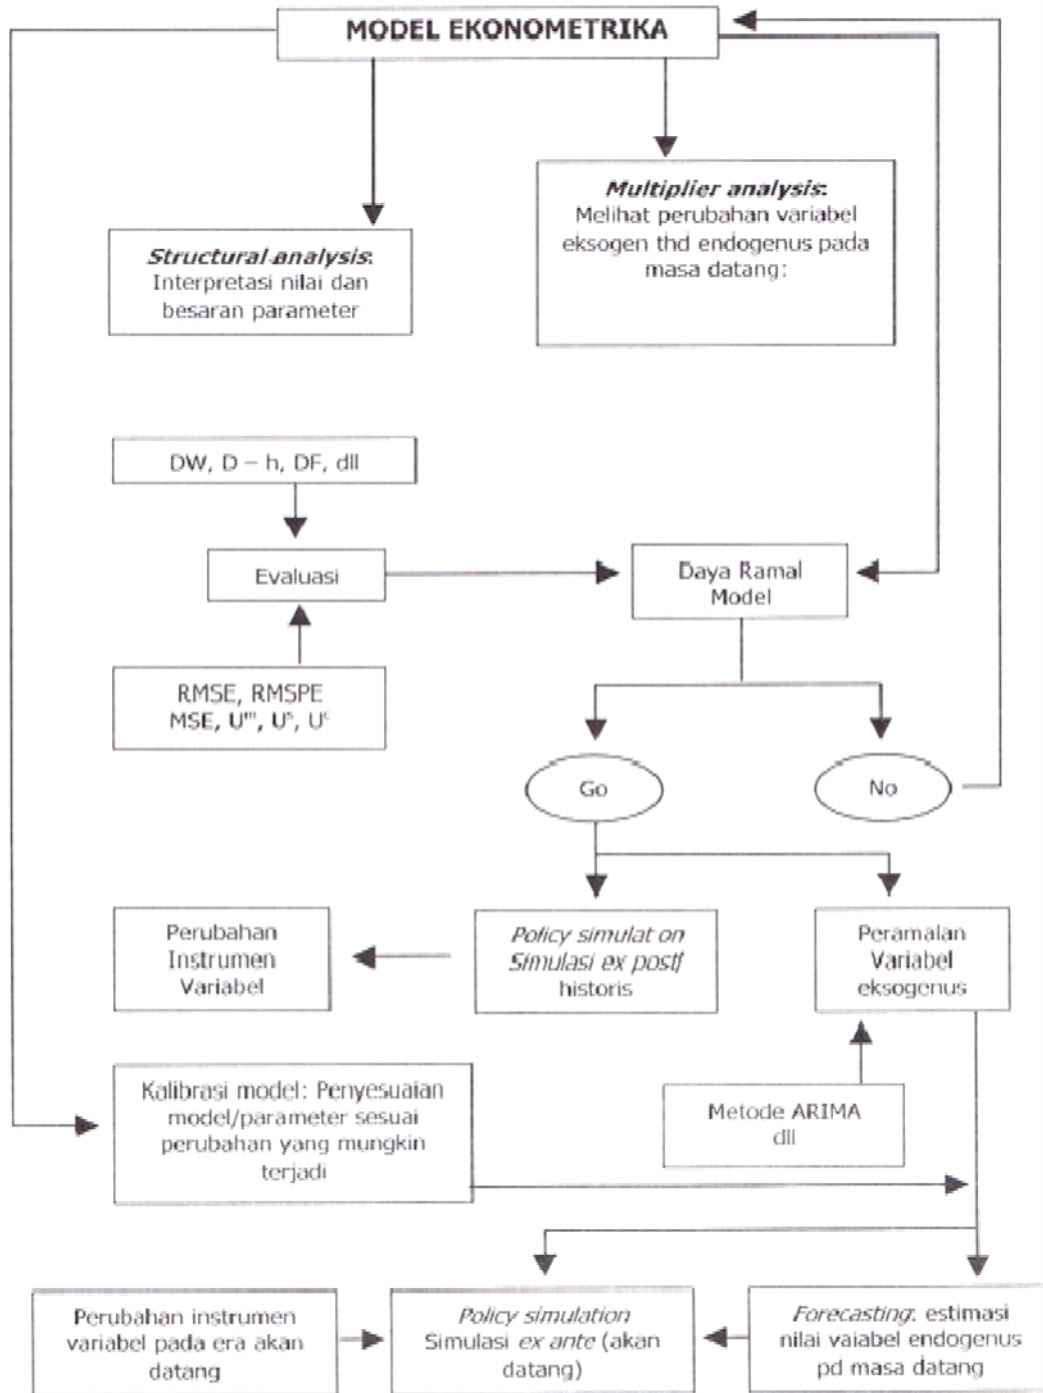 MODEL EKONOMETRIKA
Multiplier analysis:
Melihat perubahan variabel
eksogen thd endogenus pada
masa datang:
Structural analysis:
Interpretasi nilai dan
besaran parameter
DW, D – h, DF, dll
Evaluasi
Daya Ramal
Model
RMSE, RMSPE
MSE, Uᵐ, Uˢ, Uᶜ
Go
No
Perubahan
Instrumen
Variabel
Policy simulat on
Simulasi ex post/
historis
Peramalan
Variabel
eksogenus
Kalibrasi model: Penyesuaian
model/parameter sesuai
perubahan yang mungkin
terjadi
Metode ARIMA
dll
Perubahan instrumen
variabel pada era akan
datang
Policy simulation
Simulasi ex ante (akan
datang)
Forecasting: estimasi
nilai vaiabel endogenus
pd masa datang